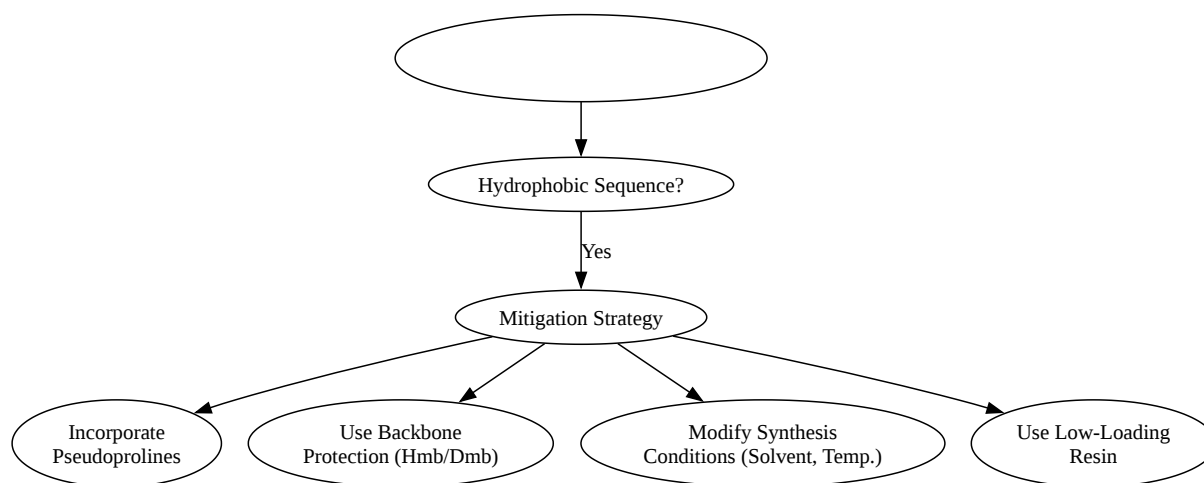 Hydrophobic Sequence?
Yes
Mitigation Strategy
Incorporate
Pseudoprolines
Use Backbone
Protection (Hmb/Dmb)
Modify Synthesis
Conditions (Solvent, Temp.)
Use Low-Loading
Resin